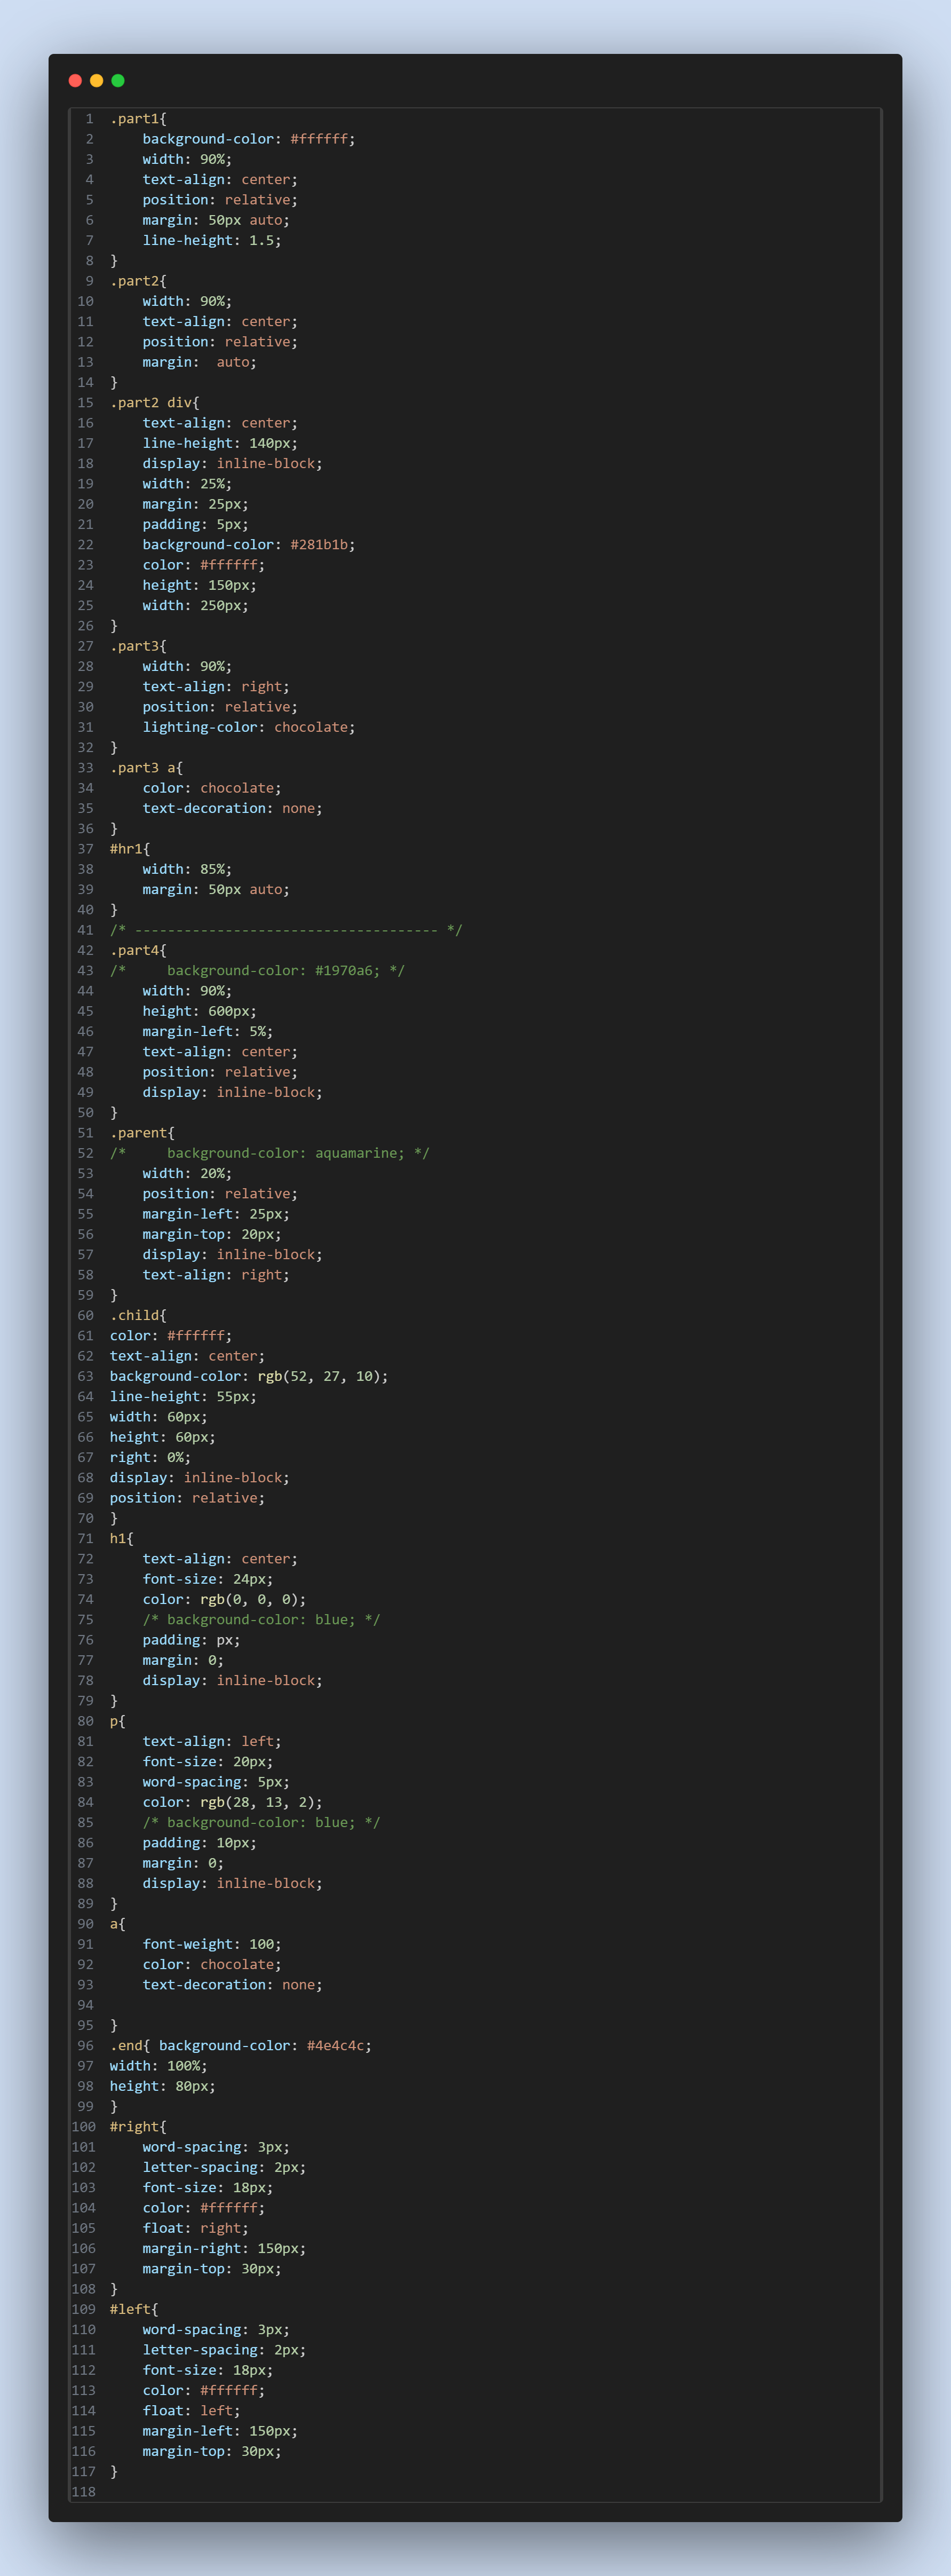 1 .part1{
2     background-color: #ffffff;
3     width: 90%;
4     text-align: center;
5     position: relative;
6     margin: 50px auto;
7     line-height: 1.5;
8 }
9 .part2{
10     width: 90%;
11     text-align: center;
12     position: relative;
13     margin:  auto;
14 }
15 .part2 div{
16     text-align: center;
17     line-height: 140px;
18     display: inline-block;
19     width: 25%;
20     margin: 25px;
21     padding: 5px;
22     background-color: #281b1b;
23     color: #ffffff;
24     height: 150px;
25     width: 250px;
26 }
27 .part3{
28     width: 90%;
29     text-align: right;
30     position: relative;
31     lighting-color: chocolate;
32 }
33 .part3 a{
34     color: chocolate;
35     text-decoration: none;
36 }
37 #hr1{
38     width: 85%;
39     margin: 50px auto;
40 }
41 /* ------------------------------------- */
42 .part4{
43 /*     background-color: #1970a6; */
44     width: 90%;
45     height: 600px;
46     margin-left: 5%;
47     text-align: center;
48     position: relative;
49     display: inline-block;
50 }
51 .parent{
52 /*     background-color: aquamarine; */
53     width: 20%;
54     position: relative;
55     margin-left: 25px;
56     margin-top: 20px;
57     display: inline-block;
58     text-align: right;
59 }
60 .child{
61 color: #ffffff;
62 text-align: center;
63 background-color: rgb(52, 27, 10);
64 line-height: 55px;
65 width: 60px;
66 height: 60px;
67 right: 0%;
68 display: inline-block;
69 position: relative;
70 }
71 h1{
72     text-align: center;
73     font-size: 24px;
74     color: rgb(0, 0, 0);
75     /* background-color: blue; */
76     padding: px;
77     margin: 0;
78     display: inline-block;
79 }
80 p{
81     text-align: left;
82     font-size: 20px;
83     word-spacing: 5px;
84     color: rgb(28, 13, 2);
85     /* background-color: blue; */
86     padding: 10px;
87     margin: 0;
88     display: inline-block;
89 }
90 a{
91     font-weight: 100;
92     color: chocolate;
93     text-decoration: none;
94
95 }
96 .end{ background-color: #4e4c4c;
97 width: 100%;
98 height: 80px;
99 }
100 #right{
101     word-spacing: 3px;
102     letter-spacing: 2px;
103     font-size: 18px;
104     color: #ffffff;
105     float: right;
106     margin-right: 150px;
107     margin-top: 30px;
108 }
109 #left{
110     word-spacing: 3px;
111     letter-spacing: 2px;
112     font-size: 18px;
113     color: #ffffff;
114     float: left;
115     margin-left: 150px;
116     margin-top: 30px;
117 }
118